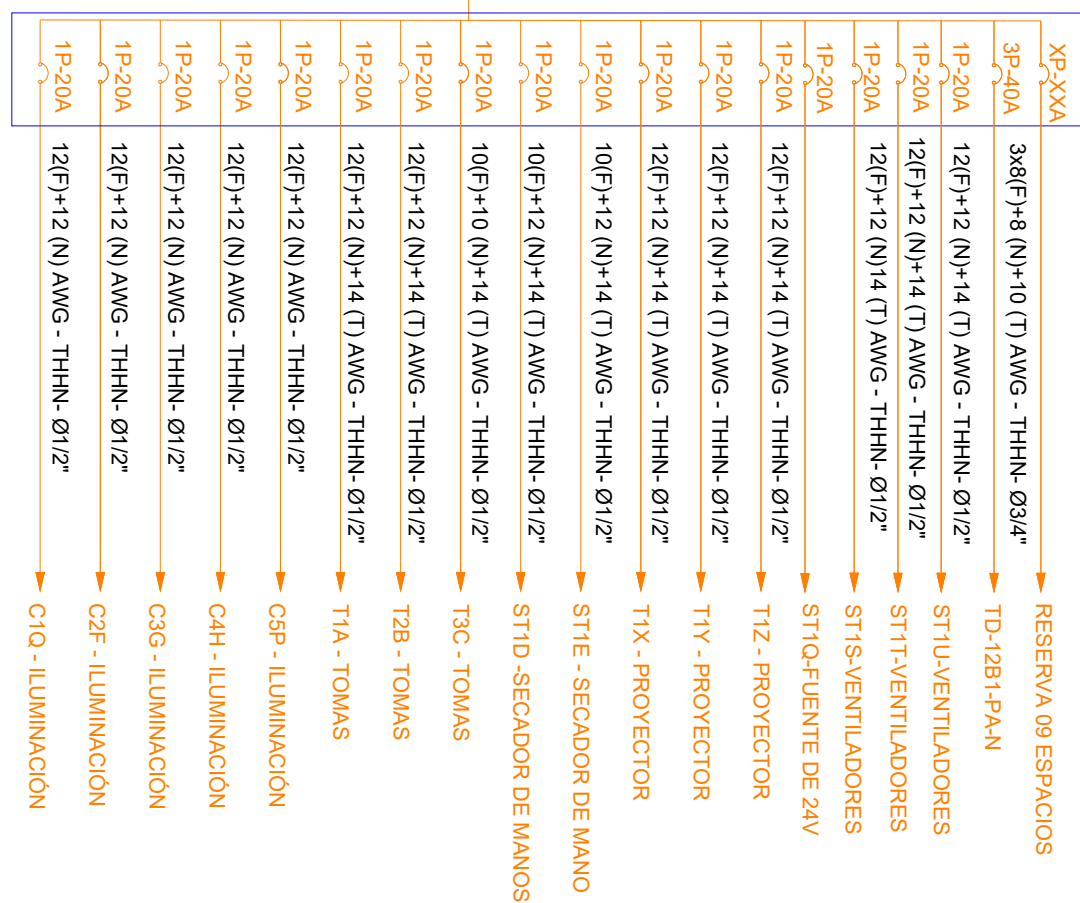 XP-XXA RESERVA 09 ESPACIOS
3P-40A 3x8(F)+8 (N)+10 (T) AWG - THHN- Ø3/4" TD-12B1-PA-N
1P-20A 12(F)+12 (N)+14 (T) AWG - THHN- Ø1/2" ST1U-VENTILADORES
1P-20A 12(F)+12 (N)+14 (T) AWG - THHN- Ø1/2" ST1T-VENTILADORES
1P-20A 12(F)+12 (N)14 (T) AWG - THHN- Ø1/2" ST1S-VENTILADORES
1P-20A ST1Q-FUENTE DE 24V
1P-20A 12(F)+12 (N)+14 (T) AWG - THHN- Ø1/2" T1Z - PROYECTOR
1P-20A 12(F)+12 (N)+14 (T) AWG - THHN- Ø1/2" T1Y - PROYECTOR
1P-20A 12(F)+12 (N)+14 (T) AWG - THHN- Ø1/2" T1X - PROYECTOR
1P-20A 10(F)+12 (N)+14 (T) AWG - THHN- Ø1/2" ST1E - SECADOR DE MANO
1P-20A 10(F)+12 (N)+14 (T) AWG - THHN- Ø1/2" ST1D -SECADOR DE MANOS
1P-20A 10(F)+10 (N)+14 (T) AWG - THHN- Ø1/2" T3C - TOMAS
1P-20A 12(F)+12 (N)+14 (T) AWG - THHN- Ø1/2" T2B - TOMAS
1P-20A 12(F)+12 (N)+14 (T) AWG - THHN- Ø1/2" T1A - TOMAS
1P-20A 12(F)+12 (N) AWG - THHN- Ø1/2" C5P - ILUMINACIÓN
1P-20A 12(F)+12 (N) AWG - THHN- Ø1/2" C4H - ILUMINACIÓN
1P-20A 12(F)+12 (N) AWG - THHN- Ø1/2" C3G - ILUMINACIÓN
1P-20A 12(F)+12 (N) AWG - THHN- Ø1/2" C2F - ILUMINACIÓN
1P-20A 12(F)+12 (N) AWG - THHN- Ø1/2" C1Q - ILUMINACIÓN